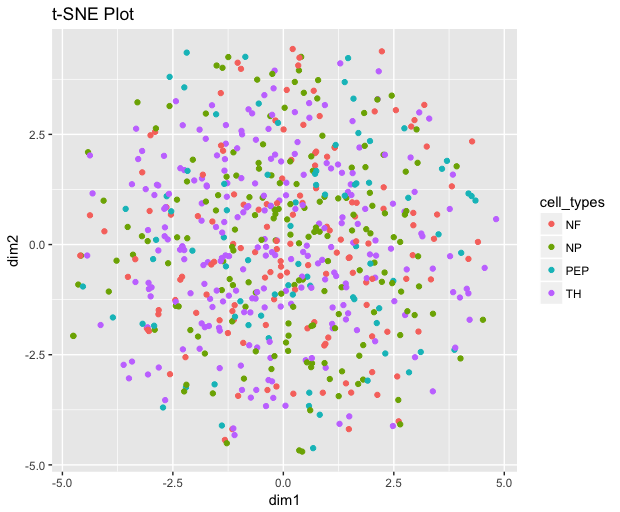 t-SNE Plot
2.5
0.0
-2.5
-5.0
dim2
-5.0 -2.5 0.0 2.5 5.0
dim1
cell_types
NF
NP
PEP
TH